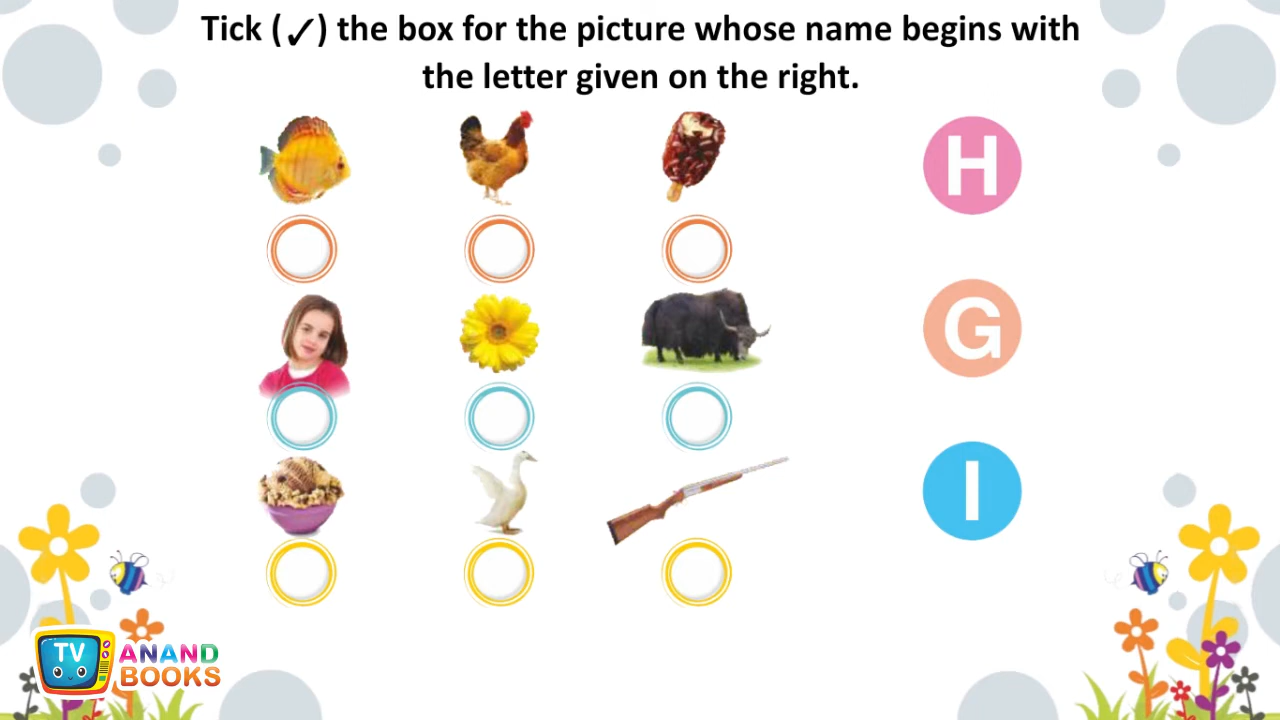 Tick (✓) the box for the picture whose name begins with
the letter given on the right.
H
G
I
TV
ANAND
BOOKS